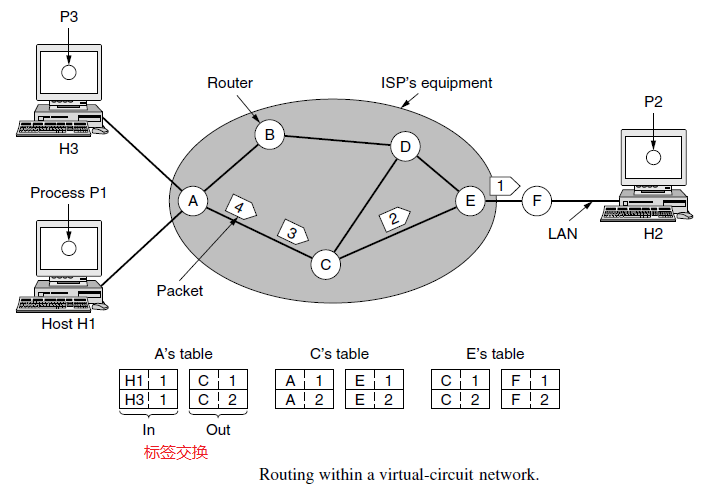 P3
Router
ISP's equipment
P2
B
D
H3
Process P1
A
4
3
2
1
E
F
C
LAN
H2
Packet
Host H1
A's table
C's table
E's table
H1 1 C 1 A 1 E 1 C 1 F 1
H3 1 C 2 A 2 E 2 C 2 F 2
In Out
标签交换
Routing within a virtual-circuit network.